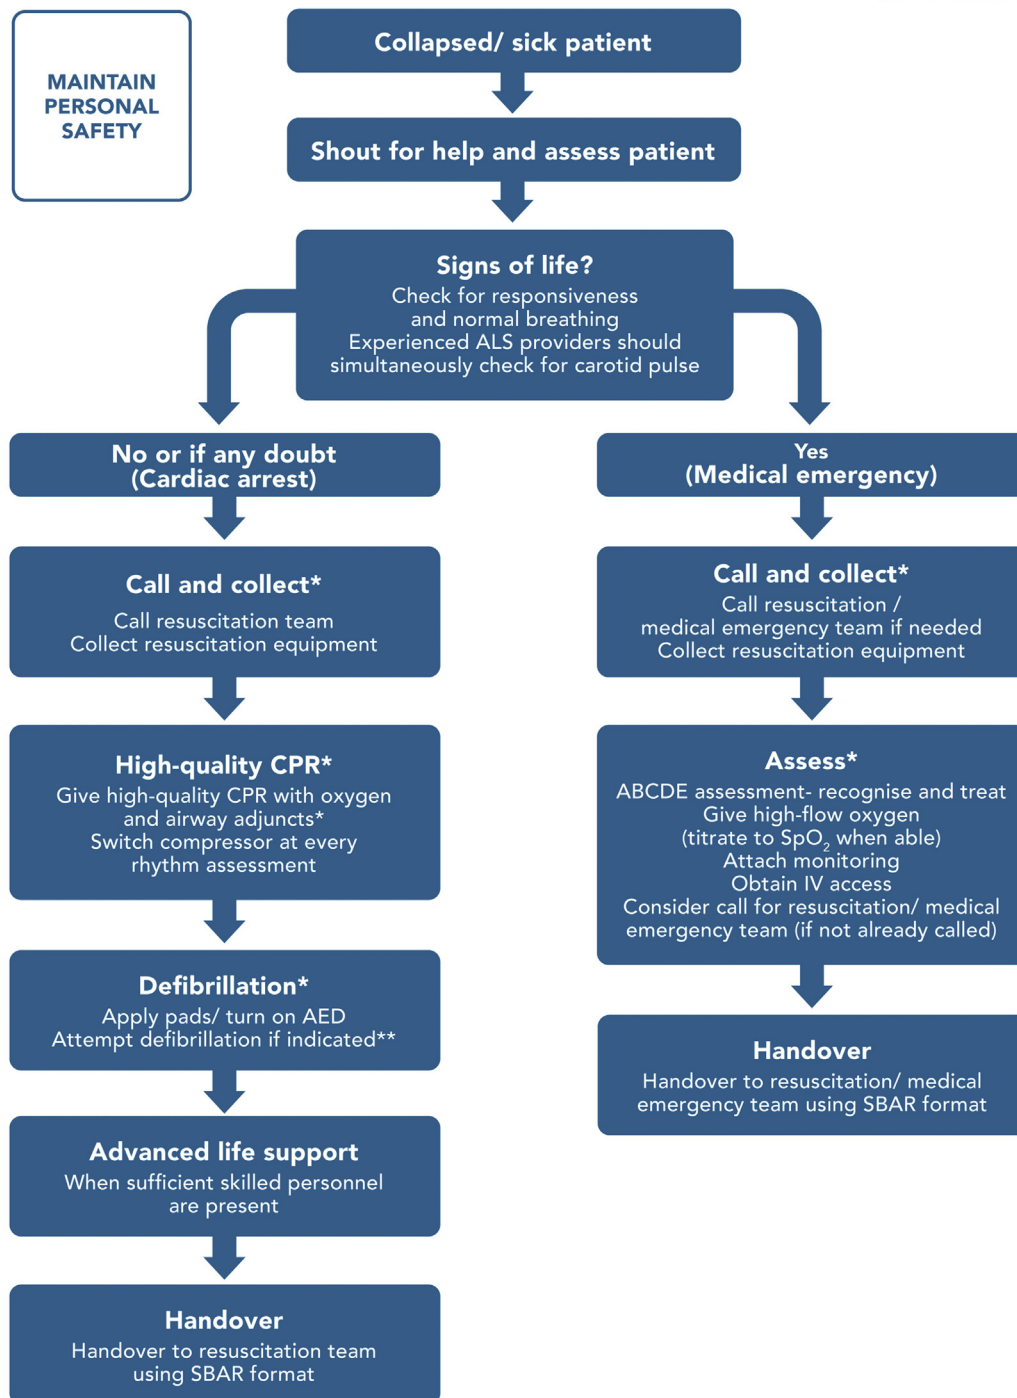 MAINTAIN
PERSONAL
SAFETY
Collapsed/ sick patient
Shout for help and assess patient
Signs of life?
Check for responsiveness
and normal breathing
Experienced ALS providers should
simultaneously check for carotid pulse
No or if any doubt
(Cardiac arrest)
Call and collect*
Call resuscitation team
Collect resuscitation equipment
High-quality CPR*
Give high-quality CPR with oxygen
and airway adjuncts*
Switch compressor at every
rhythm assessment
Defibrillation*
Apply pads/ turn on AED
Attempt defibrillation if indicated**
Advanced life support
When sufficient skilled personnel
are present
Handover
Handover to resuscitation team
using SBAR format
Yes
(Medical emergency)
Call and collect*
Call resuscitation /
medical emergency team if needed
Collect resuscitation equipment
Assess*
ABCDE assessment- recognise and treat
Give high-flow oxygen
(titrate to SpO₂ when able)
Attach monitoring
Obtain IV access
Consider call for resuscitation/ medical
emergency team (if not already called)
Handover
Handover to resuscitation/ medical
emergency team using SBAR format